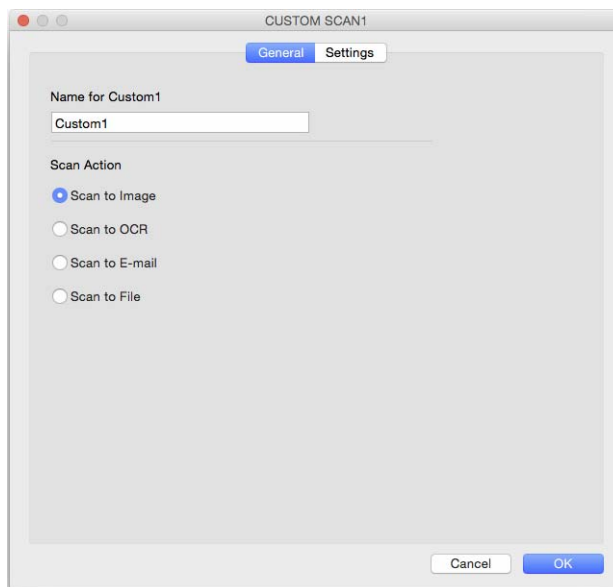 CUSTOM SCAN1
General Settings
Name for Custom1
Custom1
Scan Action
Scan to Image
Scan to OCR
Scan to E-mail
Scan to File
Cancel OK